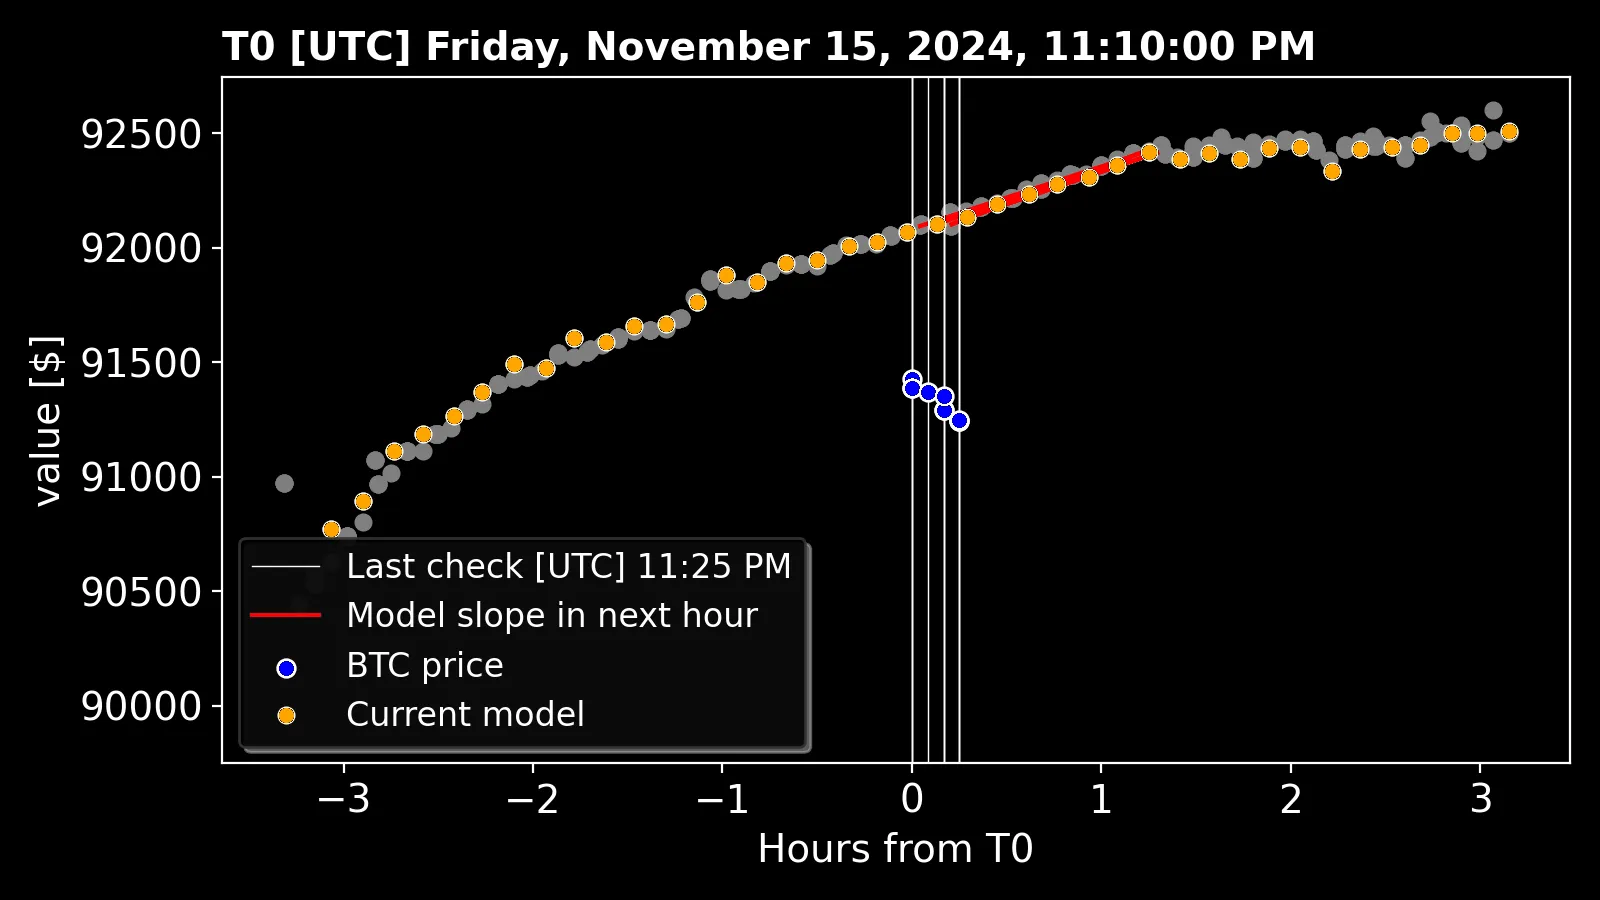 T0 [UTC] Friday, November 15, 2024, 11:10:00 PM
value [$]
92500
92000
91500
91000
90500
90000
Last check [UTC] 11:25 PM
Model slope in next hour
BTC price
Current model
−3 −2 −1 0 1 2 3
Hours from T0